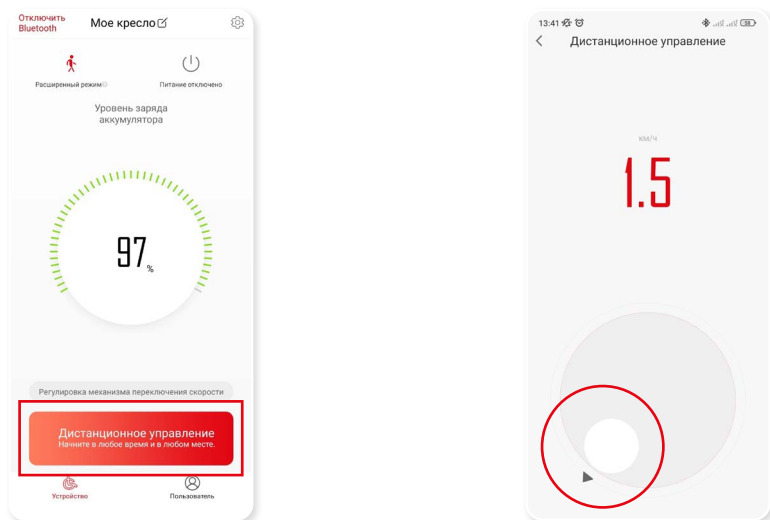 Отключить
Bluetooth
Мое кресло
Расширенный режим
Питание отключено
Уровень заряда
аккумулятора
97 %
Регулировка механизма переключения скорости
Дистанционное управление
Начните в любое время и в любом месте.
Устройство
Пользователь
13:41
58
Дистанционное управление
км/ч
1.5